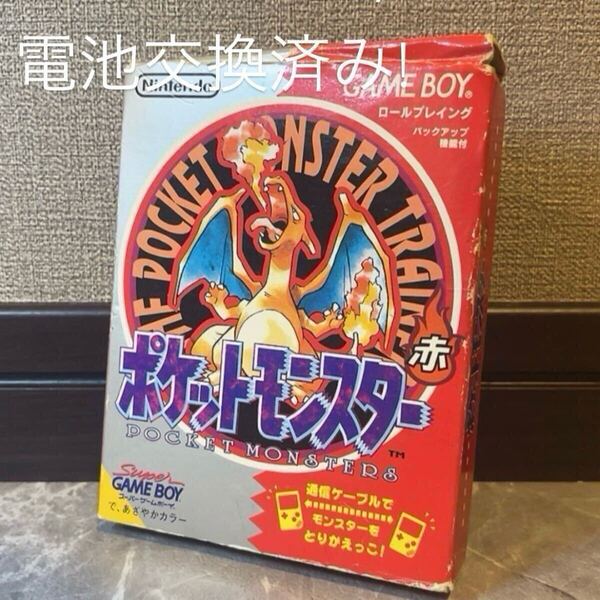 電池交換済み!
Nintendo
GAME BOY
ロールプレイング
バックアップ
機能付
THE POCKET MONSTER TRAINE
赤
ポケットモンスター
POCKET MONSTERS
TM
Super
GAME BOY
スーパーゲームボーイ
で、あざやかカラー
通信ケーブルで
モンスターを
とりかえっこ!